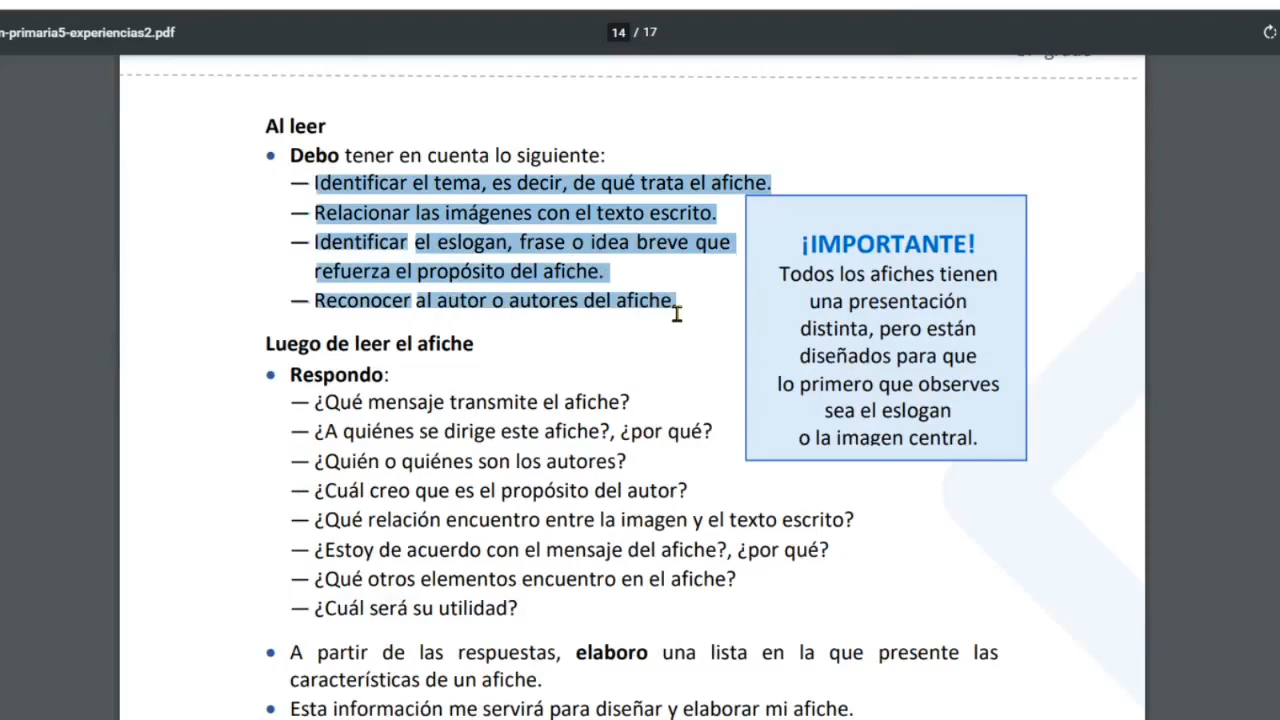 n-primaria5-experiencias2.pdf
14 / 17
Al leer
• Debo tener en cuenta lo siguiente:
— Identificar el tema, es decir, de qué trata el afiche.
— Relacionar las imágenes con el texto escrito.
— Identificar el eslogan, frase o idea breve que
refuerza el propósito del afiche.
— Reconocer al autor o autores del afiche.
¡IMPORTANTE!
Todos los afiches tienen
una presentación
distinta, pero están
diseñados para que
lo primero que observes
sea el eslogan
o la imagen central.
Luego de leer el afiche
• Respondo:
— ¿Qué mensaje transmite el afiche?
— ¿A quiénes se dirige este afiche?, ¿por qué?
— ¿Quién o quiénes son los autores?
— ¿Cuál creo que es el propósito del autor?
— ¿Qué relación encuentro entre la imagen y el texto escrito?
— ¿Estoy de acuerdo con el mensaje del afiche?, ¿por qué?
— ¿Qué otros elementos encuentro en el afiche?
— ¿Cuál será su utilidad?
• A partir de las respuestas, elaboro una lista en la que presente las
características de un afiche.
• Esta información me servirá para diseñar y elaborar mi afiche.